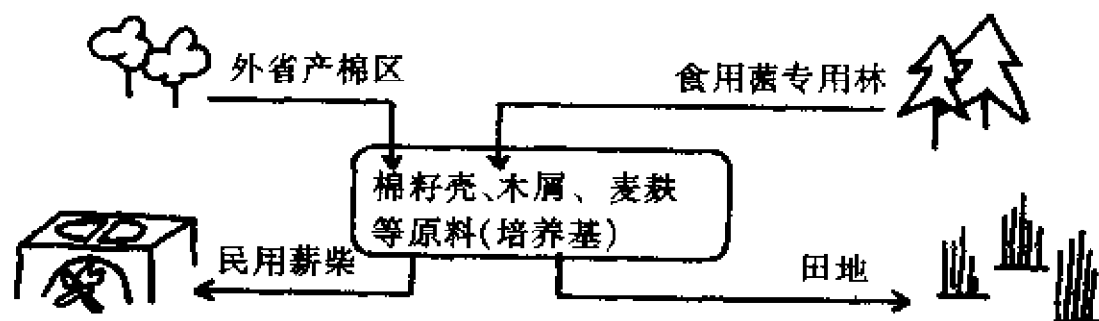 外省产棉区
食用菌专用林
棉籽壳、木屑、麦麸
等原料(培养基)
民用薪柴
田地